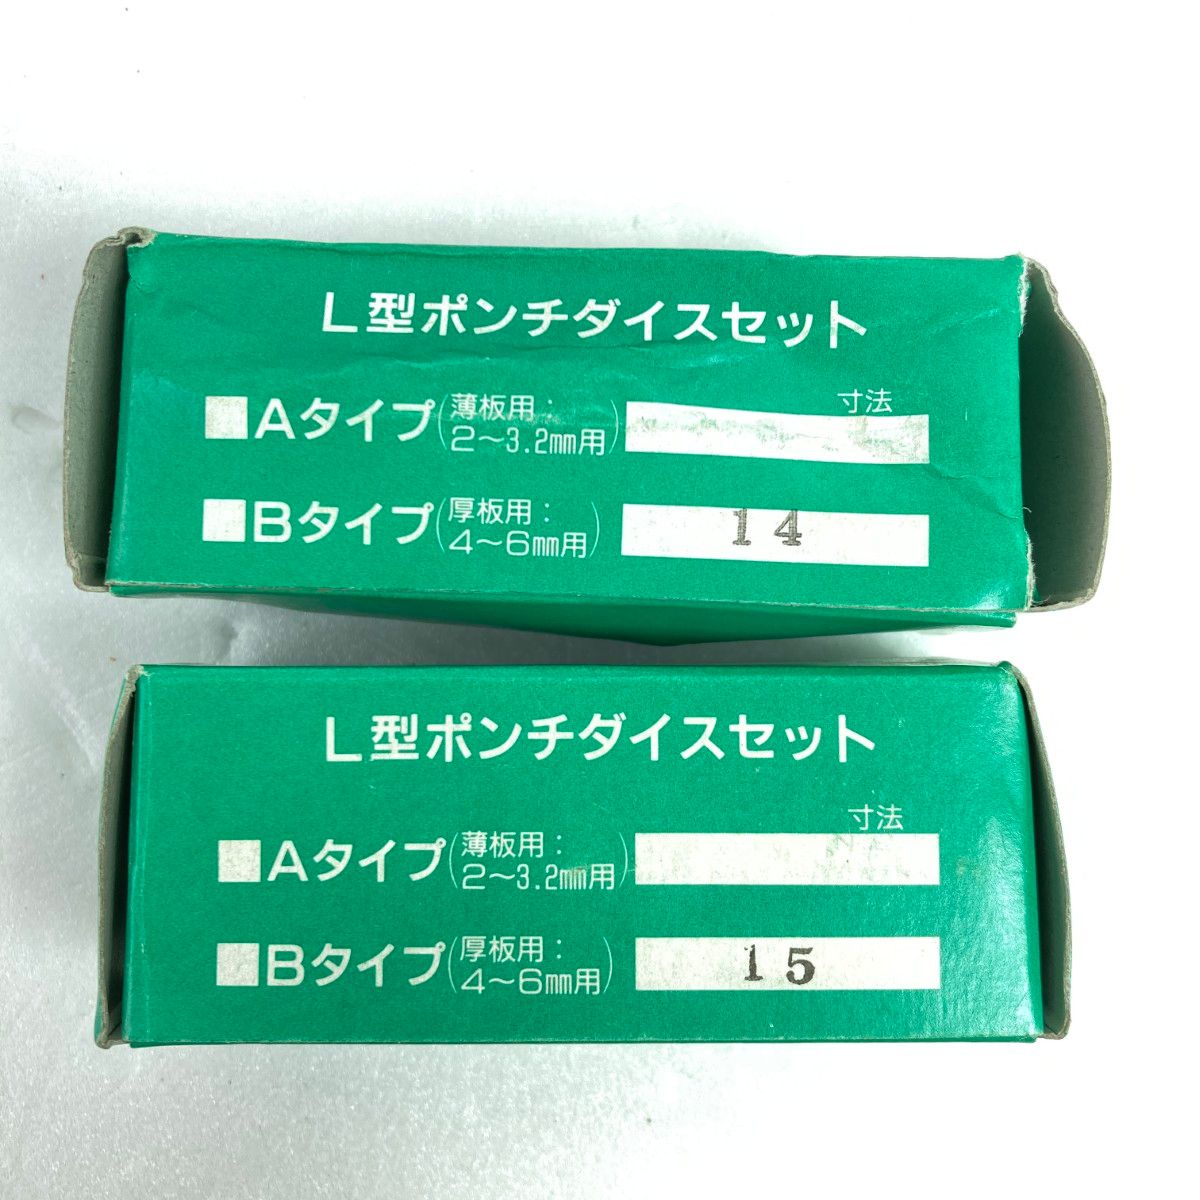 L型ポンチダイスセット
寸法
■Aタイプ(薄板用:
2〜3.2mm用)
■Bタイプ(厚板用:
4〜6mm用) 14
L型ポンチダイスセット
寸法
■Aタイプ(薄板用:
2〜3.2mm用)
■Bタイプ(厚板用:
4〜6mm用) 15